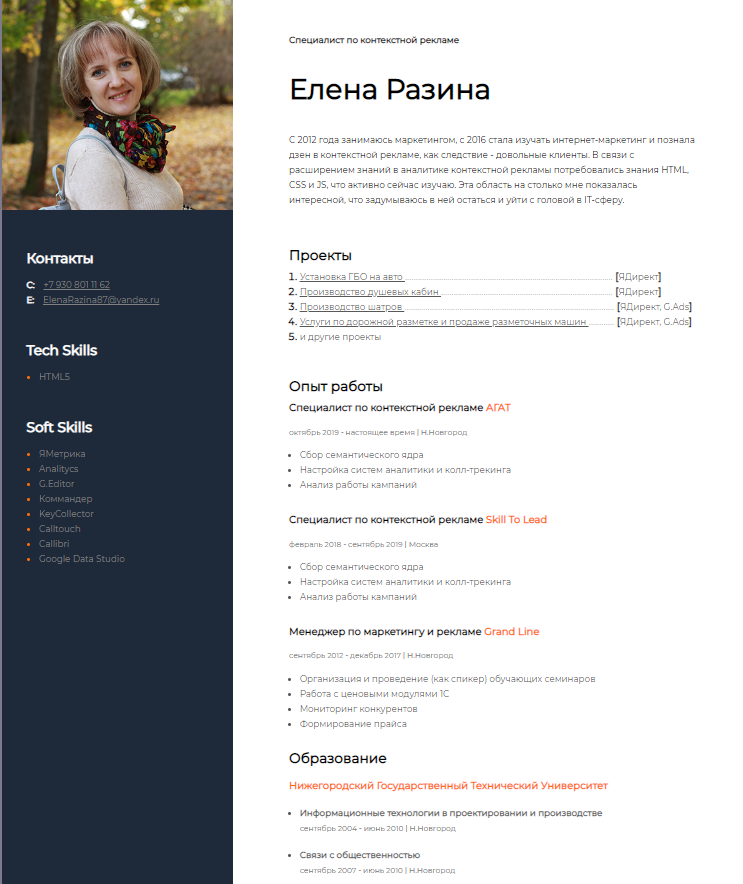 Контакты
C: +7 930 801 11 62
E: ElenaRazina87@yandex.ru
Tech Skills
HTML5
Soft Skills
ЯМетрика
Analitycs
G.Editor
Коммандер
KeyCollector
Calltouch
Callibri
Google Data Studio
Специалист по контекстной рекламе
Елена Разина
С 2012 года занимаюсь маркетингом, с 2016 стала изучать интернет-маркетинг и познала
дзен в контекстной рекламе, как следствие - довольные клиенты. В связи с
расширением знаний в аналитике контекстной рекламы потребовались знания HTML,
CSS и JS, что активно сейчас изучаю. Эта область на столько мне показалась
интересной, что задумываюсь в ней остаться и уйти с головой в IT-сферу.
Проекты
1. Установка ГБО на авто [ЯДирект]
2. Производство душевых кабин [ЯДирект]
3. Производство шатров [ЯДирект, G.Ads]
4. Услуги по дорожной разметке и продаже разметочных машин [ЯДирект, G.Ads]
5. и другие проекты
Опыт работы
Специалист по контекстной рекламе АГАТ
октябрь 2019 - настоящее время | Н.Новгород
Сбор семантического ядра
Настройка систем аналитики и колл-трекинга
Анализ работы кампаний
Специалист по контекстной рекламе Skill To Lead
февраль 2018 - сентябрь 2019 | Москва
Сбор семантического ядра
Настройка систем аналитики и колл-трекинга
Анализ работы кампаний
Менеджер по маркетингу и рекламе Grand Line
сентябрь 2012 - декабрь 2017 | Н.Новгород
Организация и проведение (как спикер) обучающих семинаров
Работа с ценовыми модулями 1С
Мониторинг конкурентов
Формирование прайса
Образование
Нижегородский Государственный Технический Университет
Информационные технологии в проектировании и производстве
сентябрь 2004 - июнь 2010 | Н.Новгород
Связи с общественностью
сентябрь 2007 - июнь 2010 | Н.Новгород